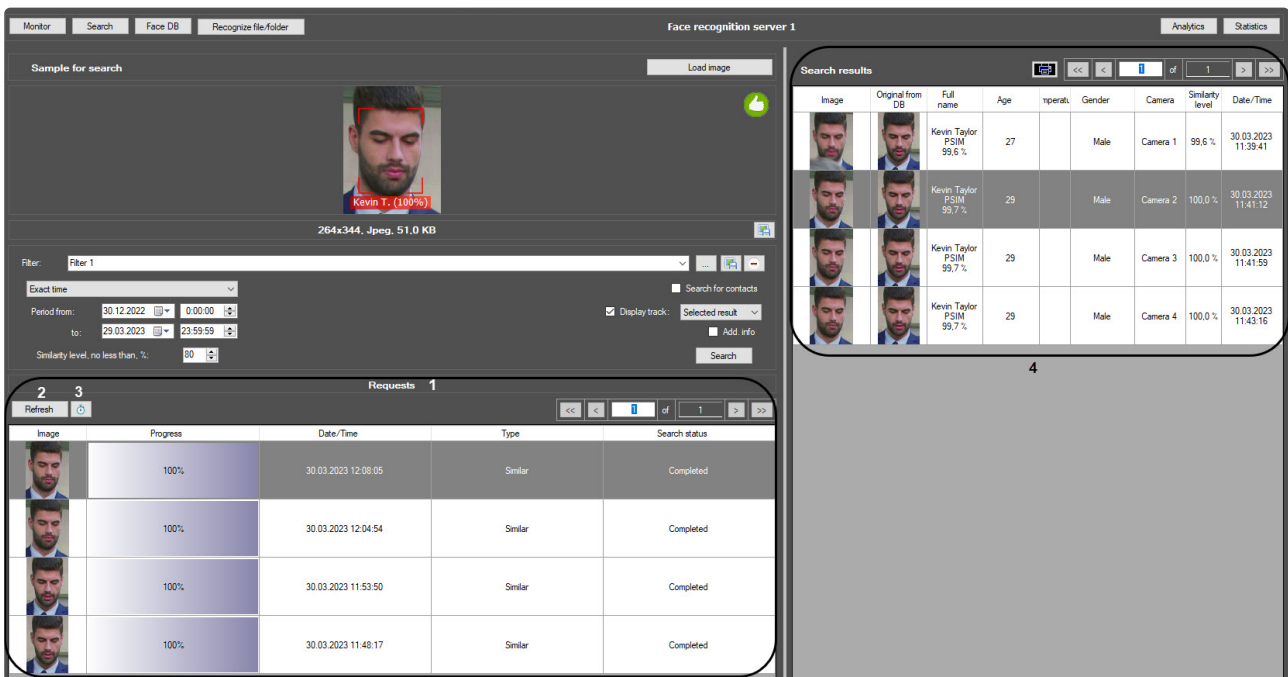 Monitor Search Face DB Recognize file/folder Face recognition server 1 Analytics Statistics
Sample for search Load image
Kevin T. (100%)
264x344, Jpeg, 51,0 KB
Filter: Filter 1 ...
Exact time Search for contacts
Period from: 30.12.2022 0:00:00 Display track: Selected result
to: 29.03.2023 23:59:59 Add. info
Similarity level, no less than, %: 80 Search
Requests 1
2 3
Refresh << < 1 of 1 > >>
Image Progress Date/Time Type Search status
100% 30.03.2023 12:08:05 Similar Completed
100% 30.03.2023 12:04:54 Similar Completed
100% 30.03.2023 11:53:50 Similar Completed
100% 30.03.2023 11:48:17 Similar Completed
Search results << < 1 of 1 > >>
Image Original from DB Full name Age nperatu Gender Camera Similarity level Date/Time
Kevin Taylor PSIM 99,6 % 27 Male Camera 1 99,6 % 30.03.2023 11:39:41
Kevin Taylor PSIM 99,7 % 29 Male Camera 2 100,0 % 30.03.2023 11:41:12
Kevin Taylor PSIM 99,7 % 29 Male Camera 3 100,0 % 30.03.2023 11:41:59
Kevin Taylor PSIM 99,7 % 29 Male Camera 4 100,0 % 30.03.2023 11:43:16
4